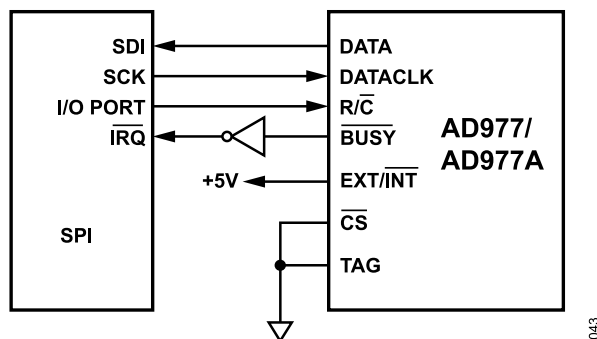 SDI
SCK
I/O PORT
IRQ
SPI
+5V
DATA
DATACLK
R/C
BUSY
EXT/INT
CS
TAG
AD977/
AD977A
043